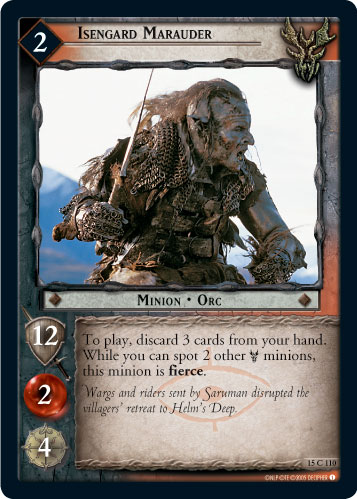 2
Isengard Marauder
Minion • Orc
12
2
4
To play, discard 3 cards from your hand.
While you can spot 2 other minions,
this minion is fierce.
Wargs and riders sent by Saruman disrupted the
villagers' retreat to Helm's Deep.
15 C 110